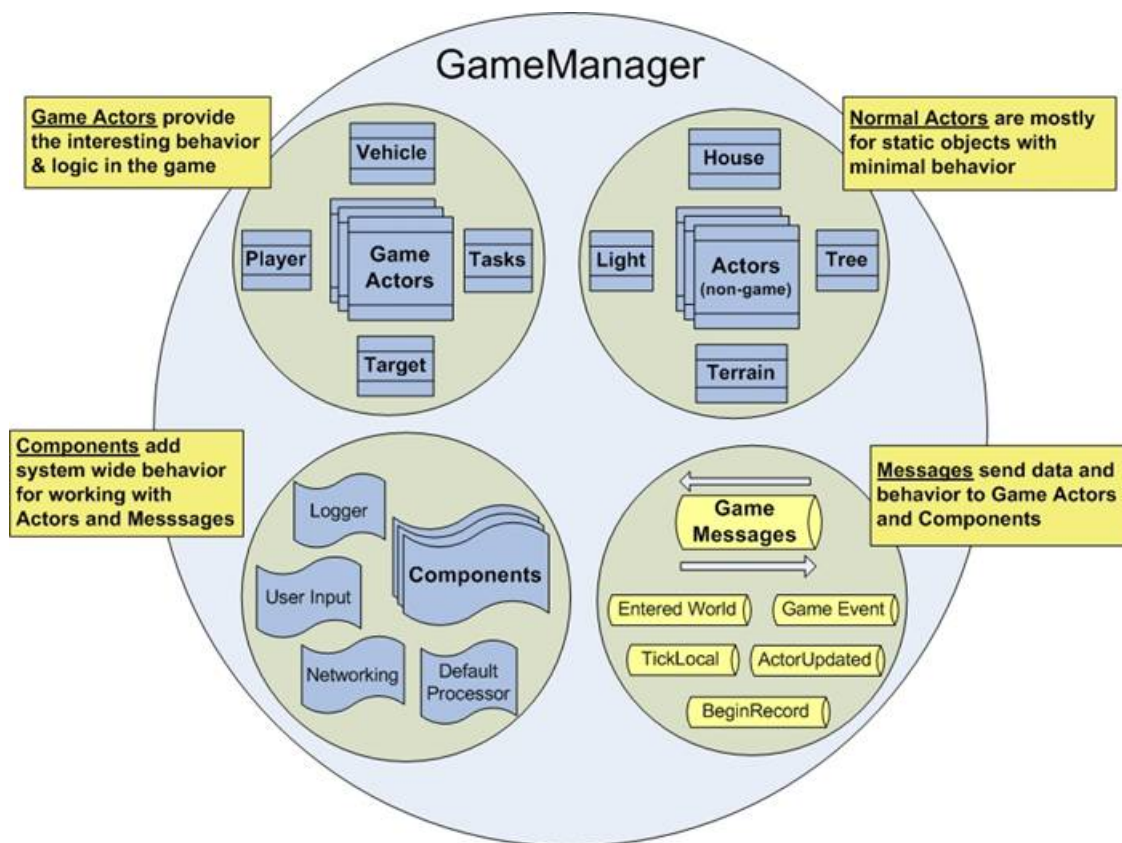 GameManager
Game Actors provide
the interesting behavior
& logic in the game
Vehicle
Player
Game
Actors
Tasks
Target
Normal Actors are mostly
for static objects with
minimal behavior
House
Light
Actors
(non-game)
Tree
Terrain
Components add
system wide behavior
for working with
Actors and Messsages
Logger
Components
User Input
Networking
Default
Processor
Messages send data and
behavior to Game Actors
and Components
Game
Messages
Entered World
Game Event
TickLocal
ActorUpdated
BeginRecord